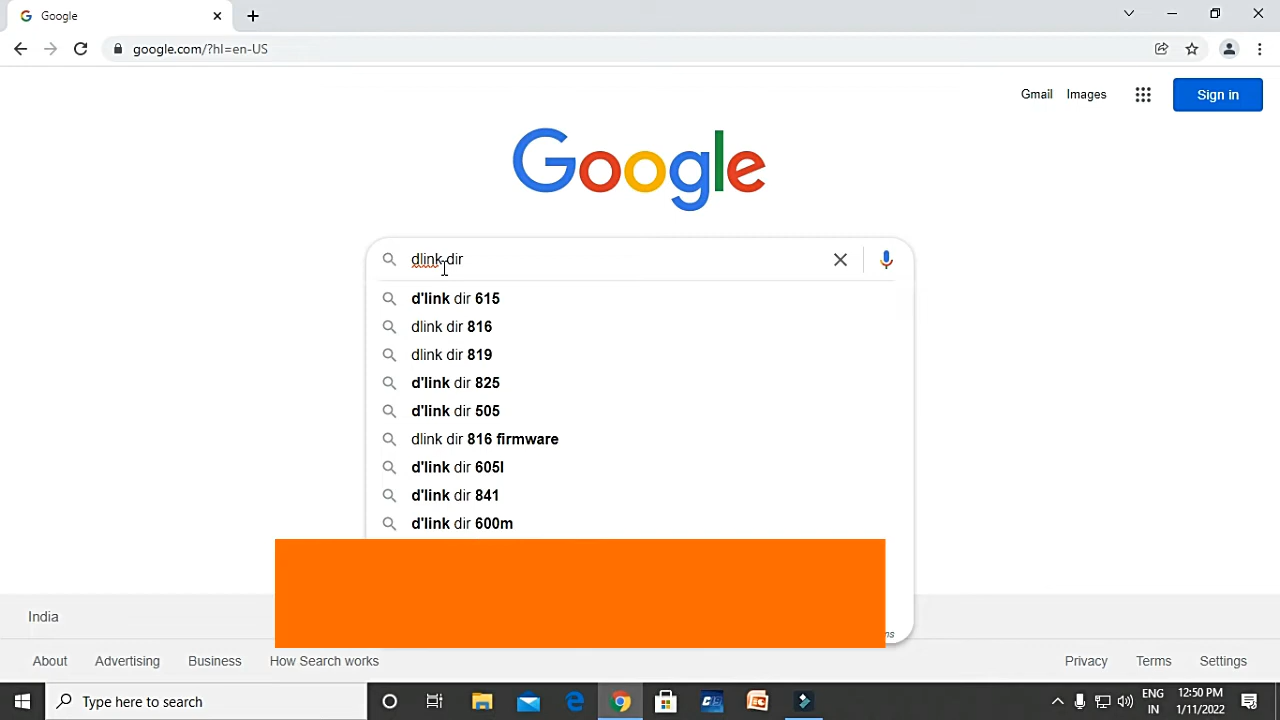 Google
google.com/?hl=en-US
Gmail Images Sign in
Google
dlink dir
d'link dir 615
dlink dir 816
dlink dir 819
d'link dir 825
d'link dir 505
dlink dir 816 firmware
d'link dir 605l
d'link dir 841
d'link dir 600m
India
About Advertising Business How Search works Privacy Terms Settings
Type here to search
ENG 12:50 PM
IN 1/11/2022